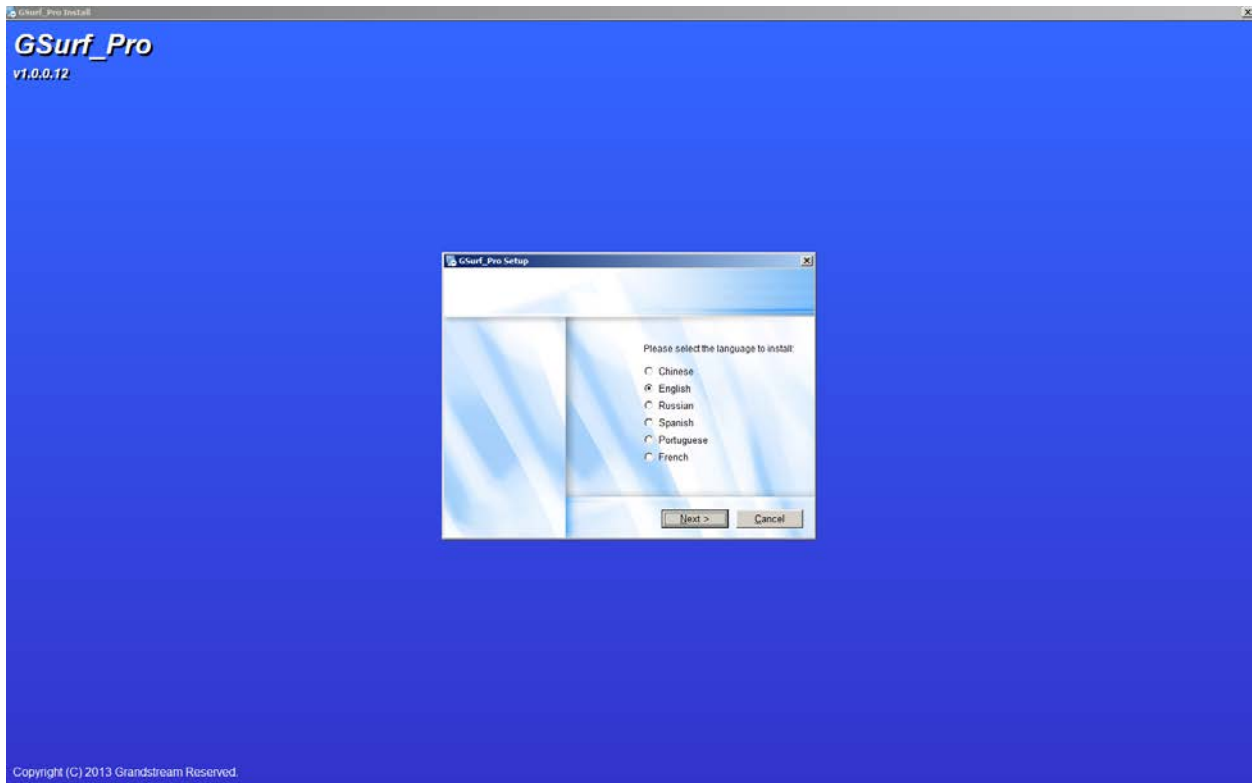 GSurf_Pro Install
GSurf_Pro
v1.0.0.12
GSurf_Pro Setup
Please select the language to install:
Chinese
English
Russian
Spanish
Portuguese
French
Next >
Cancel
Copyright (C) 2013 Grandstream Reserved.